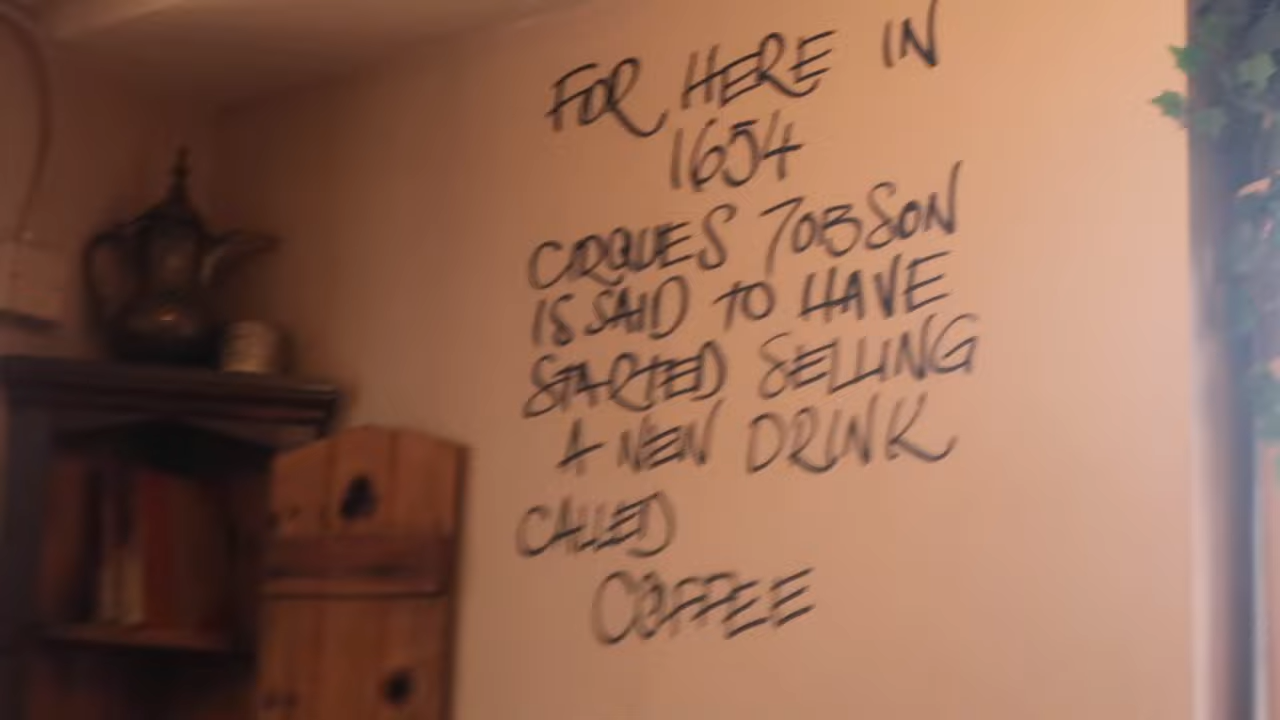 FOR HERE IN
1654
CIRQUES JOBSON
IS SAID TO HAVE
STARTED SELLING
A NEW DRINK
CALLED
COFFEE